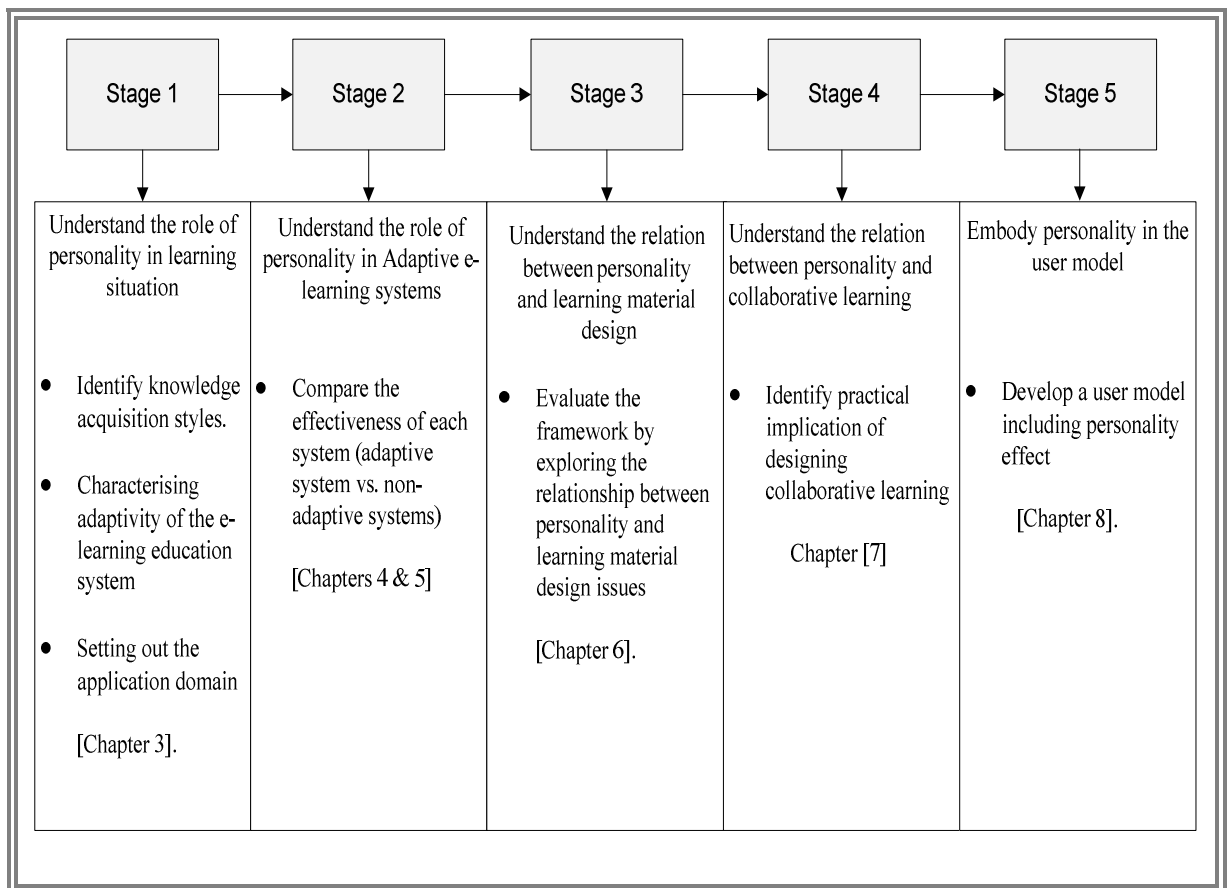 Stage 1
Stage 2
Stage 3
Stage 4
Stage 5
Understand the role of
personality in learning
situation
● Identify knowledge
acquisition styles.
● Characterising
adaptivity of the e-
learning education
system
● Setting out the
application domain
[Chapter 3].
Understand the role of
personality in Adaptive e-
learning systems
● Compare the
effectiveness of each
system (adaptive
system vs. non-
adaptive systems)
[Chapters 4 & 5]
Understand the relation
between personality
and learning material
design
● Evaluate the
framework by
exploring the
relationship between
personality and
learning material
design issues
[Chapter 6].
Understand the relation
between personality and
collaborative learning
● Identify practical
implication of
designing
collaborative learning
Chapter [7]
Embody personality in the
user model
● Develop a user model
including personality
effect
[Chapter 8].